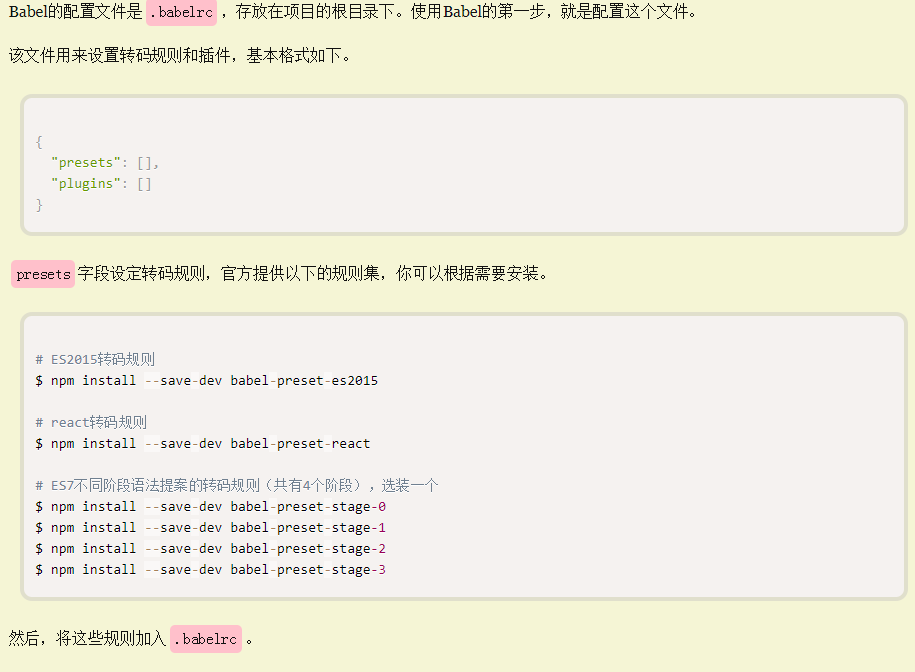 Babel的配置文件是 .babelrc ，存放在项目的根目录下。使用Babel的第一步，就是配置这个文件。
该文件用来设置转码规则和插件，基本格式如下。
{
  "presets": [],
  "plugins": []
}
presets 字段设定转码规则，官方提供以下的规则集，你可以根据需要安装。
# ES2015转码规则
$ npm install --save-dev babel-preset-es2015
# react转码规则
$ npm install --save-dev babel-preset-react
# ES7不同阶段语法提案的转码规则（共有4个阶段），选装一个
$ npm install --save-dev babel-preset-stage-0
$ npm install --save-dev babel-preset-stage-1
$ npm install --save-dev babel-preset-stage-2
$ npm install --save-dev babel-preset-stage-3
然后，将这些规则加入 .babelrc 。